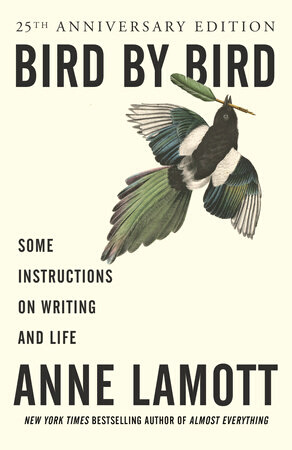 25TH ANNIVERSARY EDITION
BIRD BY BIRD
SOME
INSTRUCTIONS
ON WRITING
AND LIFE
ANNE LAMOTT
NEW YORK TIMES BESTSELLING AUTHOR OF ALMOST EVERYTHING